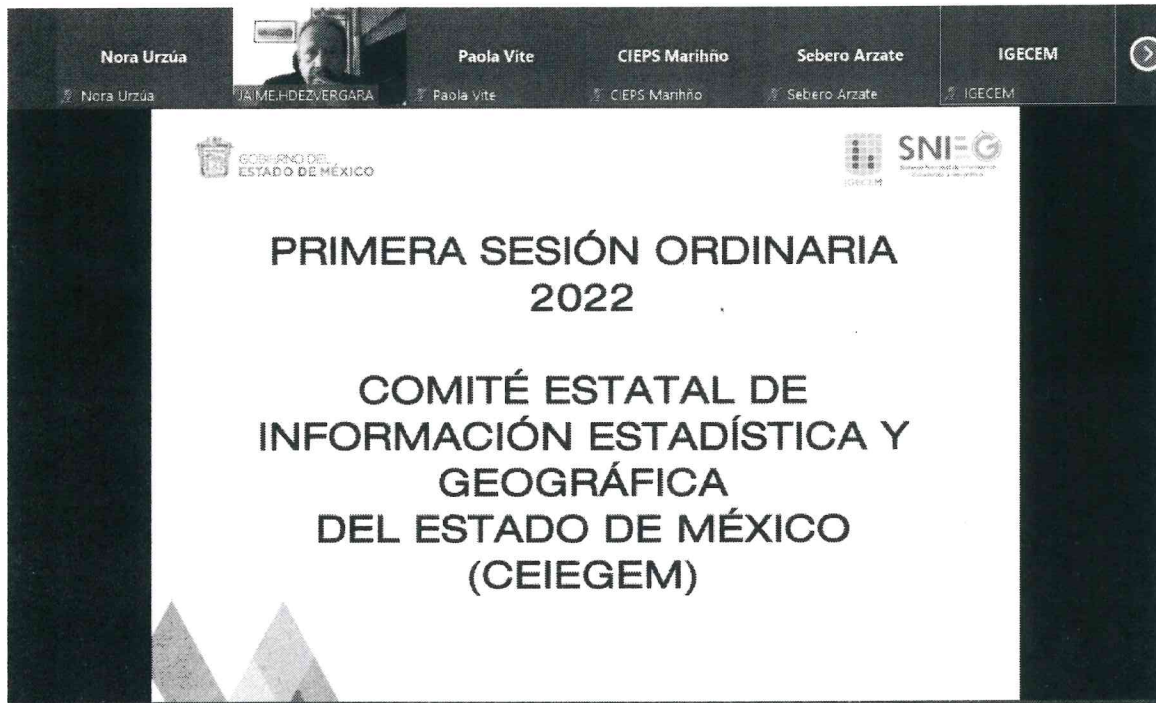 Nora Urzúa
Paola Vite
CIEPS Marihño
Sebero Arzate
IGECEM
Nora Urzúa
JAIME.HDEZVERGARA
Paola Vite
CIEPS Marihño
Sebero Arzate
IGECEM
GOBIERNO DEL
ESTADO DE MÉXICO
IGECEM
SNIEG
PRIMERA SESIÓN ORDINARIA
2022
COMITÉ ESTATAL DE
INFORMACIÓN ESTADÍSTICA Y
GEOGRÁFICA
DEL ESTADO DE MÉXICO
(CEIEGEM)